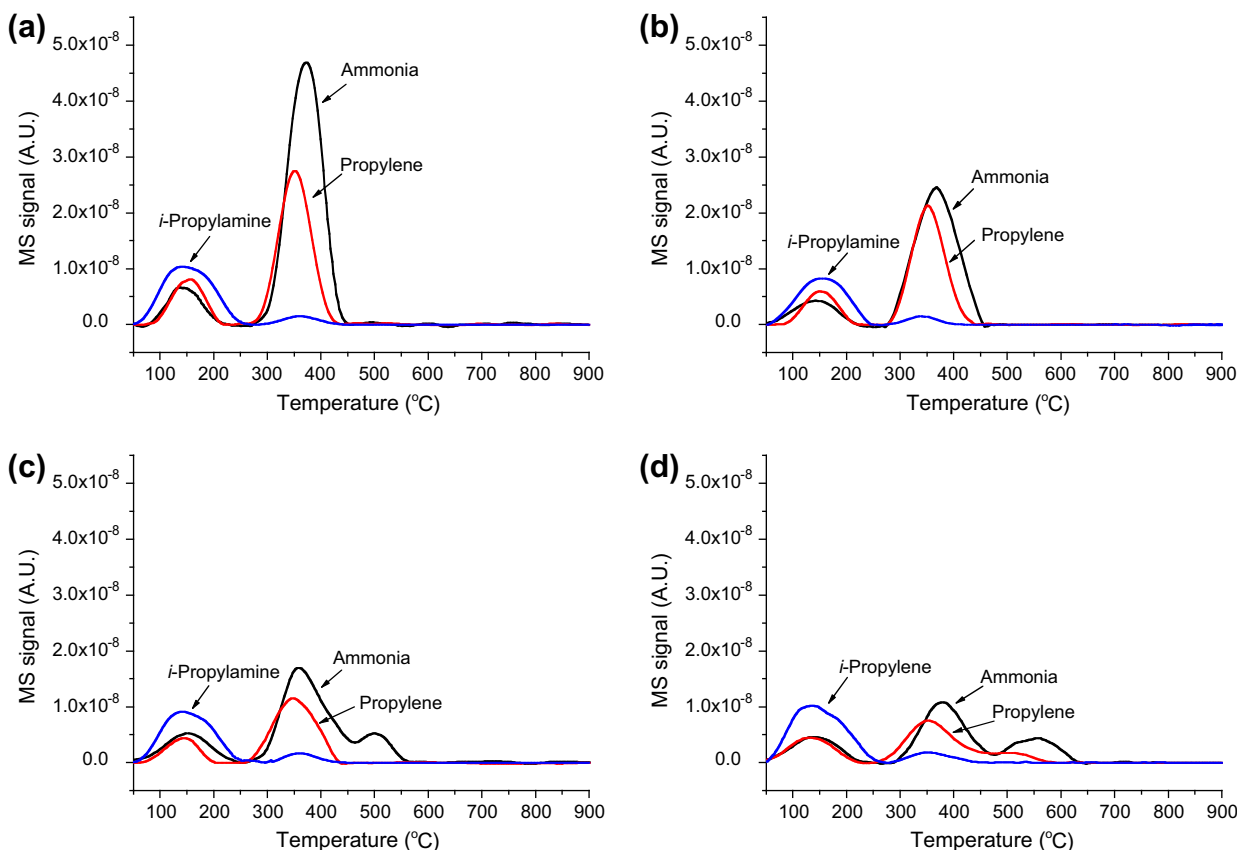 (a)
5.0x10-8
4.0x10-8
3.0x10-8
2.0x10-8
1.0x10-8
0.0
MS signal (A.U.)
Ammonia
Propylene
i-Propylamine
100 200 300 400 500 600 700 800 900
Temperature (°C)
(b)
5.0x10-8
4.0x10-8
3.0x10-8
2.0x10-8
1.0x10-8
0.0
MS signal (A.U.)
Ammonia
Propylene
i-Propylamine
100 200 300 400 500 600 700 800 900
Temperature (°C)
(c)
5.0x10-8
4.0x10-8
3.0x10-8
2.0x10-8
1.0x10-8
0.0
MS signal (A.U.)
i-Propylamine
Ammonia
Propylene
100 200 300 400 500 600 700 800 900
Temperature (°C)
(d)
5.0x10-8
4.0x10-8
3.0x10-8
2.0x10-8
1.0x10-8
0.0
MS signal (A.U.)
i-Propylene
Ammonia
Propylene
100 200 300 400 500 600 700 800 900
Temperature (°C)